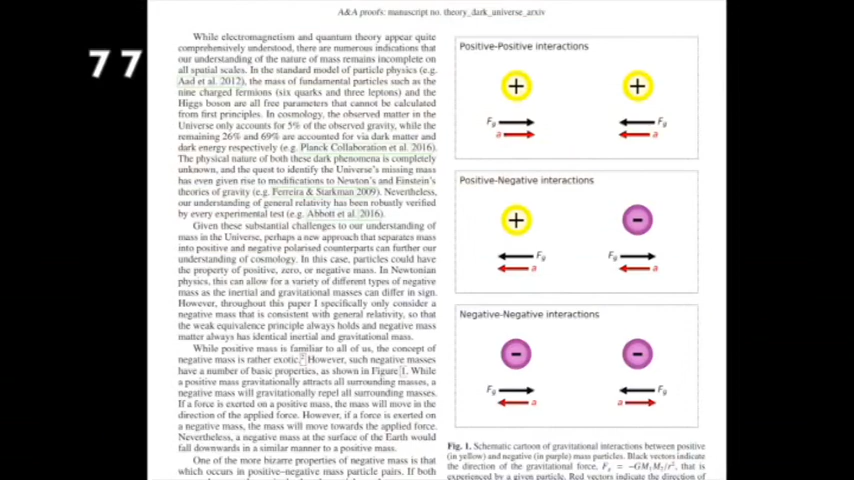 A&A proofs: manuscript no. theory_dark_universe_arxiv
77
While electromagnetism and quantum theory appear quite
comprehensively understood, there are numerous indications that
our understanding of the nature of mass remains incomplete on
all spatial scales. In the standard model of particle physics (e.g.
Aad et al. 2012), the mass of fundamental particles such as the
nine charged fermions (six quarks and three leptons) and the
Higgs boson are all free parameters that cannot be calculated
from first principles. In cosmology, the observed matter in the
Universe only accounts for 5% of the observed gravity, while the
remaining 26% and 69% are accounted for via dark matter and
dark energy respectively (e.g. Planck Collaboration et al. 2016).
The physical nature of both these dark phenomena is completely
unknown, and the quest to identify the Universe's missing mass
has even given rise to modifications to Newton's and Einstein's
theories of gravity (e.g. Ferreira & Starkman 2009). Nevertheless,
our understanding of general relativity has been robustly verified
by every experimental test (e.g. Abbott et al. 2016).
Given these substantial challenges to our understanding of
mass in the Universe, perhaps a new approach that separates mass
into positive and negative polarised counterparts can further our
understanding of cosmology. In this case, particles could have
the property of positive, zero, or negative mass. In Newtonian
physics, this can allow for a variety of different types of negative
mass as the inertial and gravitational masses can differ in sign.
However, throughout this paper I specifically only consider a
negative mass that is consistent with general relativity, so that
the weak equivalence principle always holds and negative mass
matter always has identical inertial and gravitational mass.
While positive mass is familiar to all of us, the concept of
negative mass is rather exotic.2 However, such negative masses
have a number of basic properties, as shown in Figure 1. While
a positive mass gravitationally attracts all surrounding masses, a
negative mass will gravitationally repel all surrounding masses.
If a force is exerted on a positive mass, the mass will move in the
direction of the applied force. However, if a force is exerted on
a negative mass, the mass will move towards the applied force.
Nevertheless, a negative mass at the surface of the Earth would
fall downwards in a similar manner to a positive mass.
One of the more bizarre properties of negative mass is that
which occurs in positive–negative mass particle pairs. If both
Positive-Positive interactions
+ +
Fg Fg
a a
Positive-Negative interactions
+ -
Fg Fg
a a
Negative-Negative interactions
- -
Fg Fg
a a
Fig. 1. Schematic cartoon of gravitational interactions between positive
(in yellow) and negative (in purple) mass particles. Black vectors indicate
the direction of the gravitational force, Fg = −GM1M2/r², that is
experienced by a given particle. Red vectors indicate the direction of